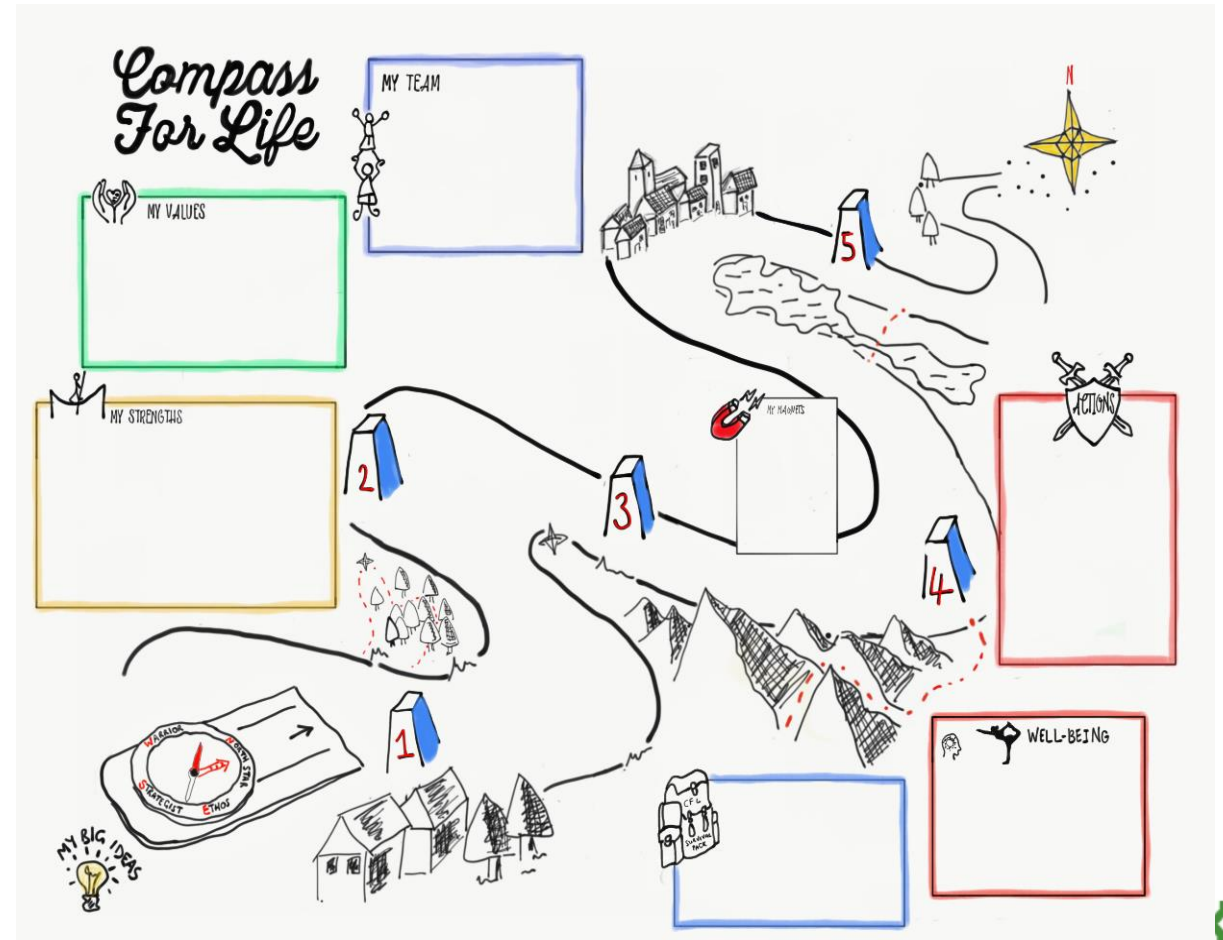 Compass
For Life
MY TEAM
N
MY VALUES
5
MY STRENGTHS
MY MAGNETS
ACTIONS
2
3
4
1
WARRIOR
NORTH STAR
STRATEGIST
ETHOS
MY BIG IDEAS
WELL-BEING
CFL
SURVIVAL
PACK